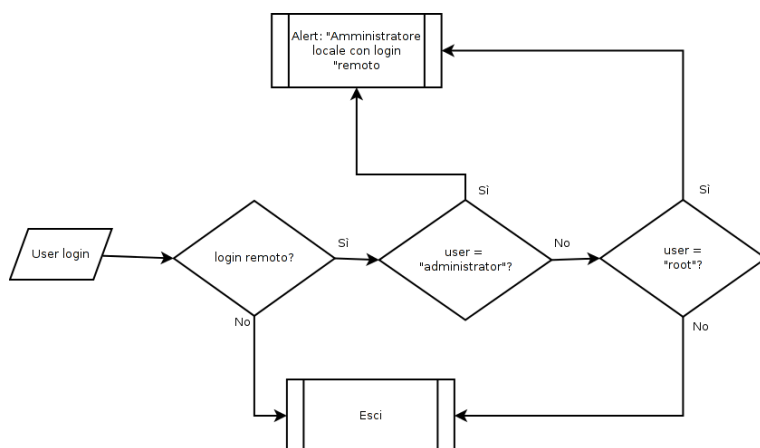 Alert: "Amministratore
locale con login
"remoto
Sì
Sì
User login
login remoto?
Sì
user =
"administrator"?
No
user =
"root"?
No
No
Esci